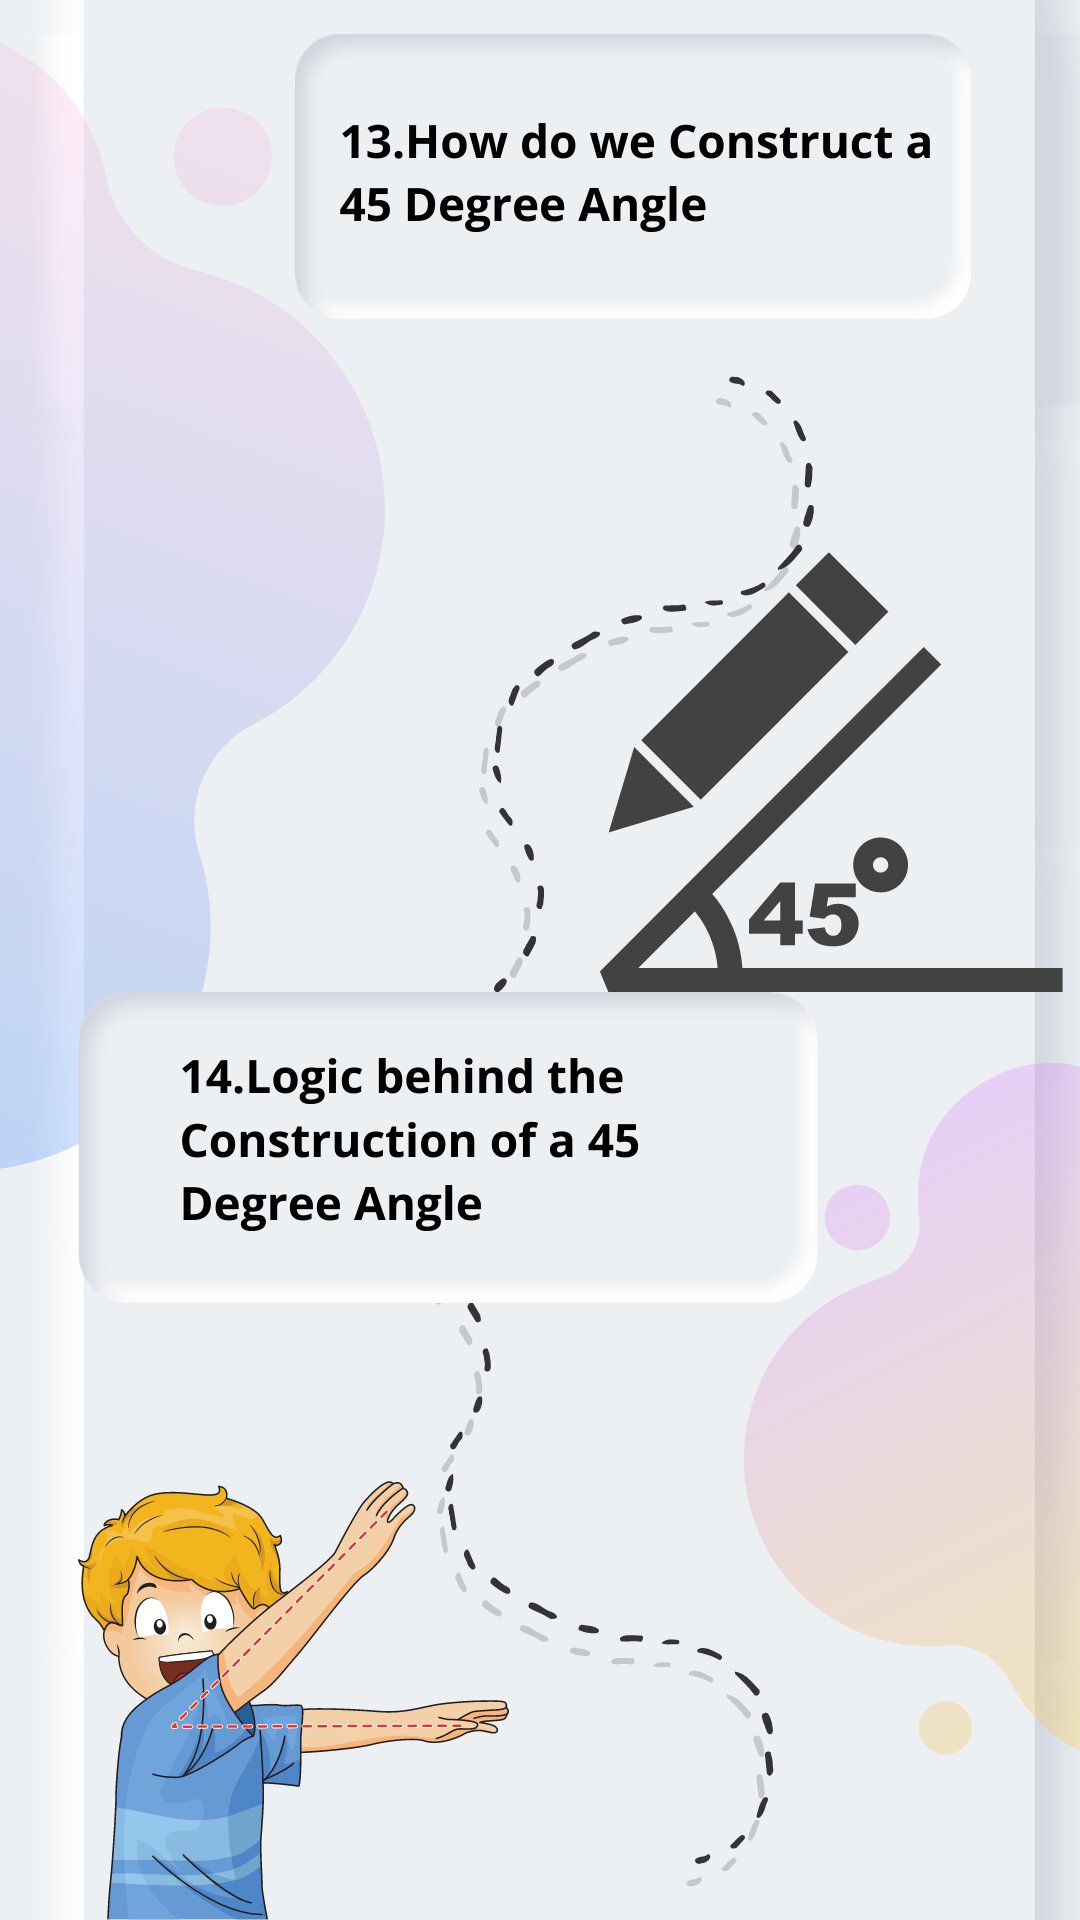 13.How do we Construct a
45 Degree Angle
45°
14.Logic behind the
Construction of a 45
Degree Angle